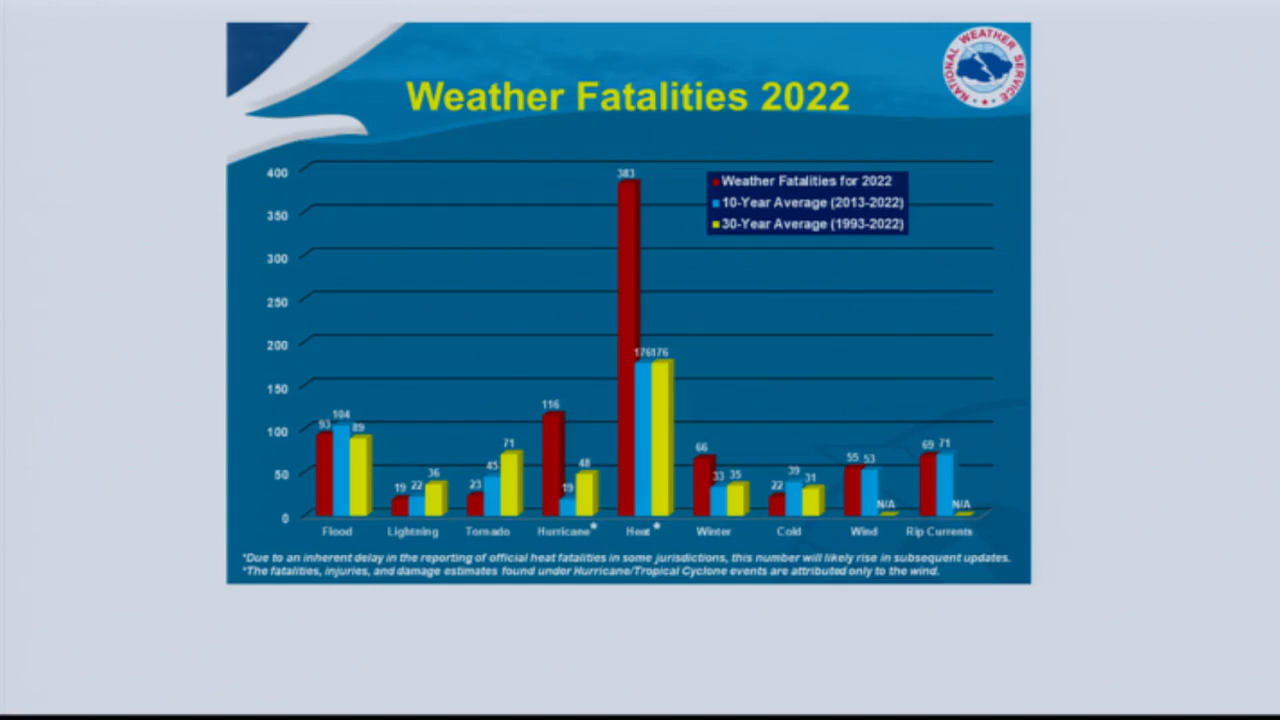 NATIONAL WEATHER SERVICE
Weather Fatalities 2022
400
350
300
250
200
150
100
50
0
Weather Fatalities for 2022
10-Year Average (2013-2022)
30-Year Average (1993-2022)
93 104 89
19 22 36
23 45 71
116 19 48
383 176 176
66 33 35
22 39 31
55 53 N/A
69 71 N/A
Flood Lightning Tornado Hurricane* Heat* Winter Cold Wind Rip Currents
*Due to an inherent delay in the reporting of official heat fatalities in some jurisdictions, this number will likely rise in subsequent updates.
*The fatalities, injuries, and damage estimates found under Hurricane/Tropical Cyclone events are attributed only to the wind.